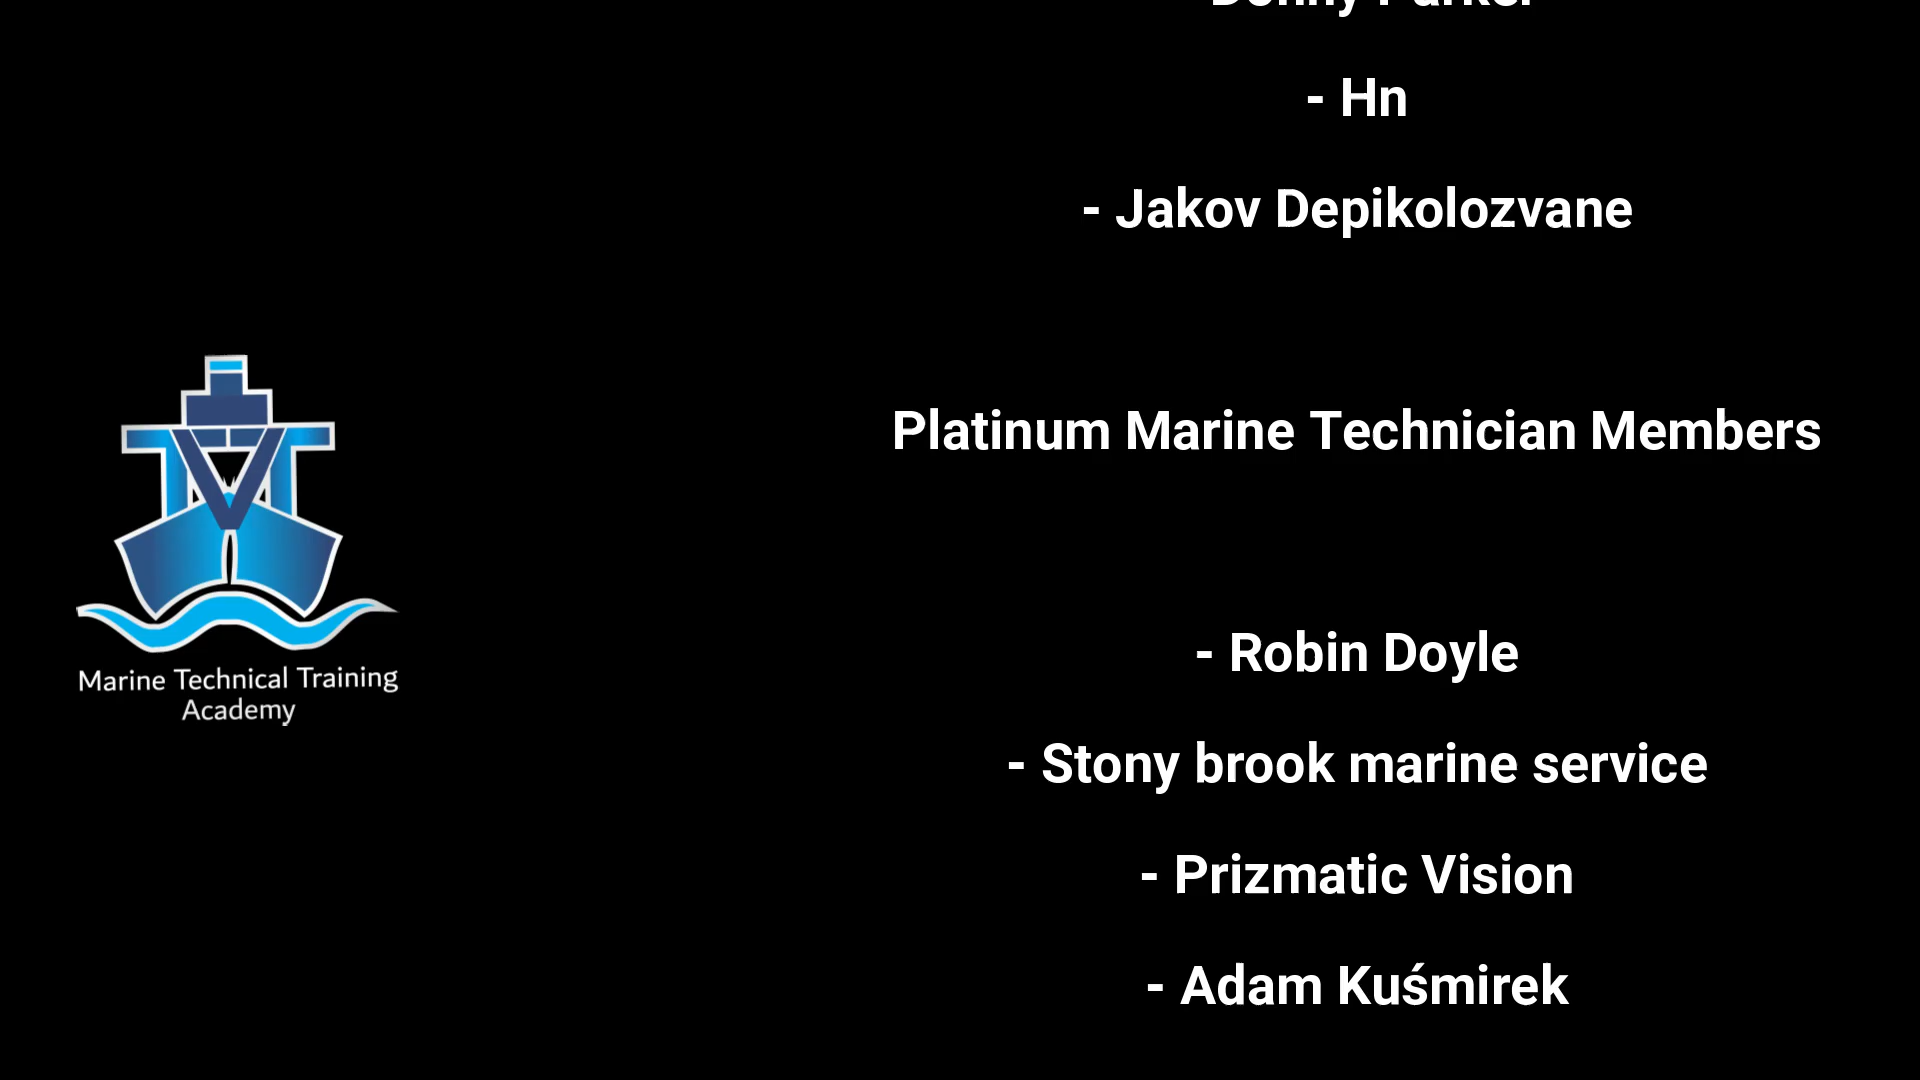 - Hn
- Jakov Depikolozvane
Platinum Marine Technician Members
- Robin Doyle
- Stony brook marine service
- Prizmatic Vision
- Adam Kuśmirek
Marine Technical Training
Academy